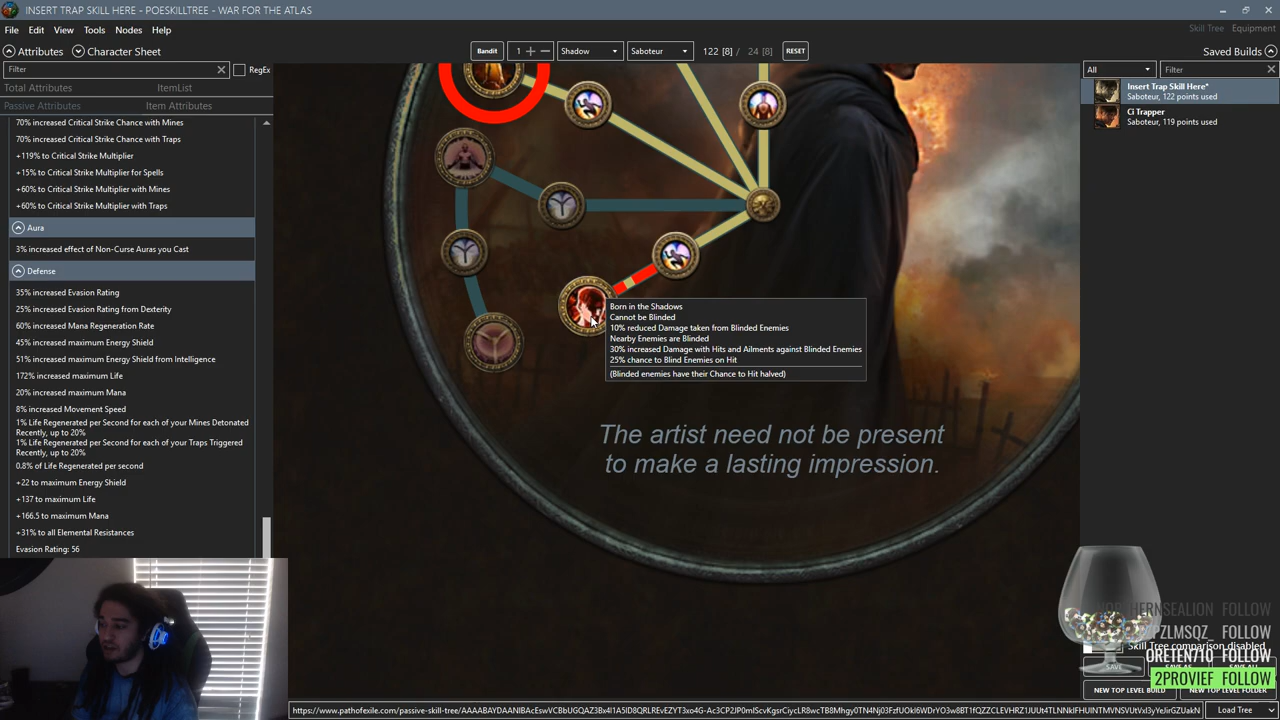 INSERT TRAP SKILL HERE - POESKILLTREE - WAR FOR THE ATLAS
File Edit View Tools Nodes Help
Skill Tree Equipment
Attributes Character Sheet
Bandit 1 Shadow Saboteur 122 [8] / 24 [8] RESET
Saved Builds
Filter RegEx
All Filter
Total Attributes ItemList
Passive Attributes Item Attributes
70% increased Critical Strike Chance with Mines
70% increased Critical Strike Chance with Traps
+119% to Critical Strike Multiplier
+15% to Critical Strike Multiplier for Spells
+60% to Critical Strike Multiplier with Mines
+60% to Critical Strike Multiplier with Traps
Aura
3% increased effect of Non-Curse Auras you Cast
Defense
35% increased Evasion Rating
25% increased Evasion Rating from Dexterity
60% increased Mana Regeneration Rate
45% increased maximum Energy Shield
51% increased maximum Energy Shield from Intelligence
172% increased maximum Life
20% increased maximum Mana
8% increased Movement Speed
1% Life Regenerated per Second for each of your Mines Detonated
Recently, up to 20%
1% Life Regenerated per Second for each of your Traps Triggered
Recently, up to 20%
0.8% of Life Regenerated per second
+22 to maximum Energy Shield
+137 to maximum Life
+166.5 to maximum Mana
+31% to all Elemental Resistances
Evasion Rating: 56
Insert Trap Skill Here*
Saboteur, 122 points used
Ci Trapper
Saboteur, 119 points used
Born in the Shadows
Cannot be Blinded
10% reduced Damage taken from Blinded Enemies
Nearby Enemies are Blinded
30% increased Damage with Hits and Ailments against Blinded Enemies
25% chance to Blind Enemies on Hit
(Blinded enemies have their Chance to Hit halved)
The artist need not be present
to make a lasting impression.
FOLLOW
FOLLOW
Skill Tree comparison disabled
ORETEN710 FOLLOW
2PROVIEF FOLLOW
NEW TOP LEVEL BUILD NEW TOP LEVEL FOLDER
Load Tree